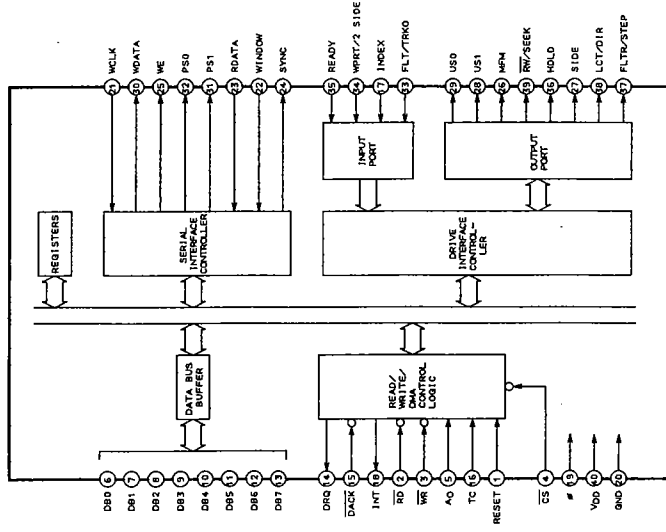 DB0 6
DB1 7
DB2 8
DB3 9
DB4 10
DB5 11
DB6 12
DB7 13
DRQ 14
DACK 15
INT 18
RD 2
WR 3
A0 5
TC 16
RESET 1
CS 4
19
VDD 40
GND 20
DATA BUS
BUFFER
READ/
WRITE/
DMA
CONTROL
LOGIC
REGISTERS
SERIAL
INTERFACE
CONTROLLER
DRIVE
INTERFACE
CONTROL-
LER
INPUT
PORT
OUTPUT
PORT
21 WCLK
30 WDATA
25 WE
32 PS0
31 PS1
23 RDATA
22 WINDOW
24 SYNC
35 READY
34 WPRT/2 SIDE
17 INDEX
33 FLT/TRK0
29 US0
28 US1
26 MFM
39 RW/SEEK
36 HDLD
27 SIDE
38 LCT/DIR
37 FLTR/STEP